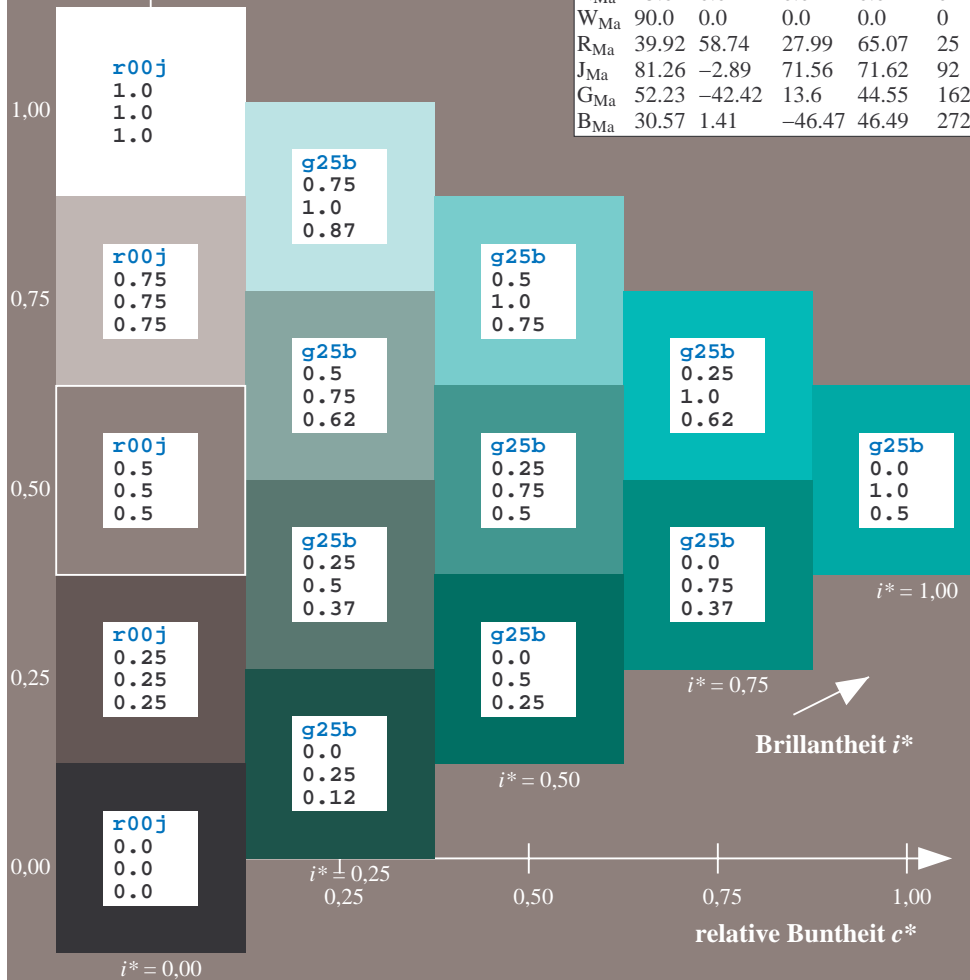 W_Ma 90.0 0.0 0.0 0.0 0
R_Ma 39.92 58.74 27.99 65.07 25
J_Ma 81.26 −2.89 71.56 71.62 92
G_Ma 52.23 −42.42 13.6 44.55 162
B_Ma 30.57 1.41 −46.47 46.49 272
r00j
1.0
1.0
1.0
1,00
g25b
0.75
1.0
0.87
r00j
0.75
0.75
0.75
0,75
g25b
0.5
1.0
0.75
g25b
0.5
0.75
0.62
g25b
0.25
1.0
0.62
r00j
0.5
0.5
0.5
0,50
g25b
0.25
0.75
0.5
g25b
0.0
1.0
0.5
i* = 1,00
g25b
0.25
0.5
0.37
g25b
0.0
0.75
0.37
i* = 0,75
r00j
0.25
0.25
0.25
0,25
g25b
0.0
0.5
0.25
i* = 0,50
Brillantheit i*
g25b
0.0
0.25
0.12
i* = 0,25
r00j
0.0
0.0
0.0
0,00
i* = 0,00
0,25 0,50 0,75 1,00
relative Buntheit c*